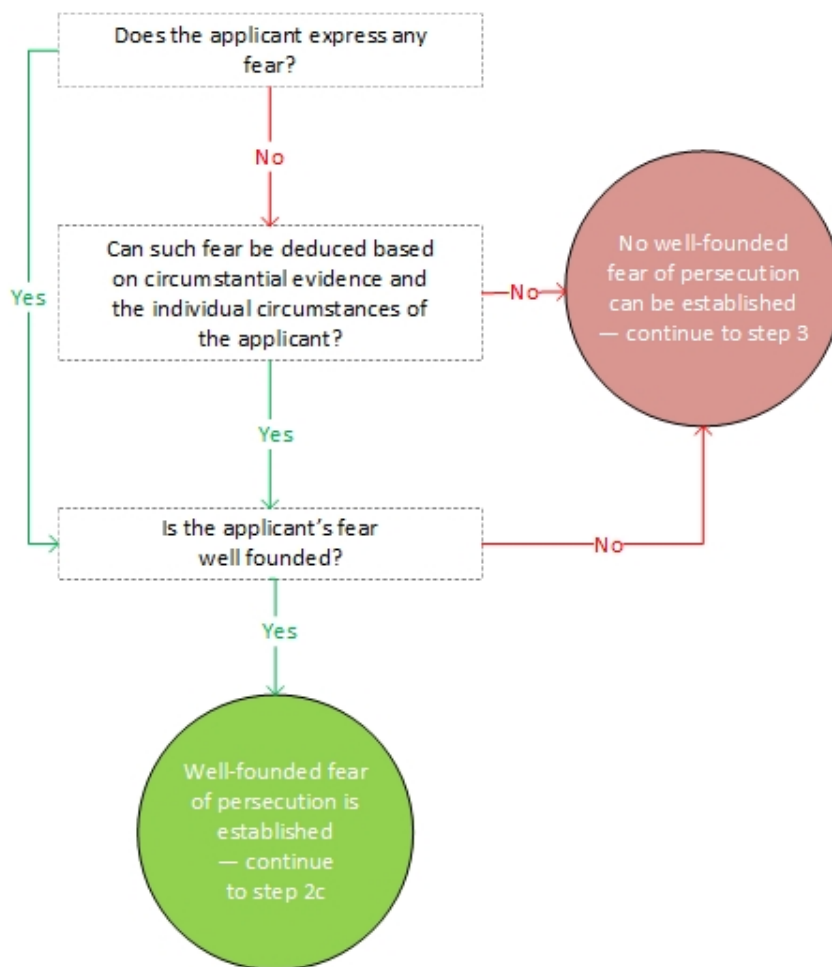 Does the applicant express any
fear?
No
Can such fear be deduced based
on circumstantial evidence and
the individual circumstances of
the applicant?
No
No well-founded
fear of persecution
can be established
— continue to step 3
Yes
Yes
Is the applicant’s fear
well founded?
No
Yes
Well-founded fear
of persecution is
established
— continue
to step 2c